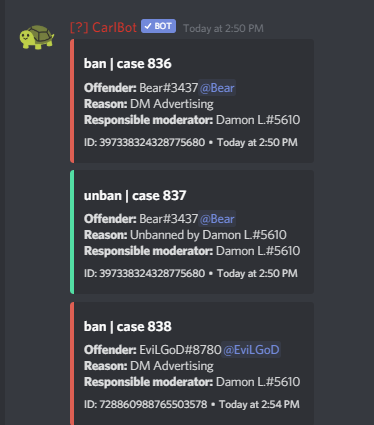 [?] CarlBot ✓ BOT Today at 2:50 PM
ban | case 836
Offender: Bear#3437 @Bear
Reason: DM Advertising
Responsible moderator: Damon L.#5610
ID: 397338324328775680 • Today at 2:50 PM
unban | case 837
Offender: Bear#3437 @Bear
Reason: Unbanned by Damon L.#5610
Responsible moderator: Damon L.#5610
ID: 397338324328775680 • Today at 2:50 PM
ban | case 838
Offender: EviLGoD#8780 @EviLGoD
Reason: DM Advertising
Responsible moderator: Damon L.#5610
ID: 728860988765503578 • Today at 2:54 PM